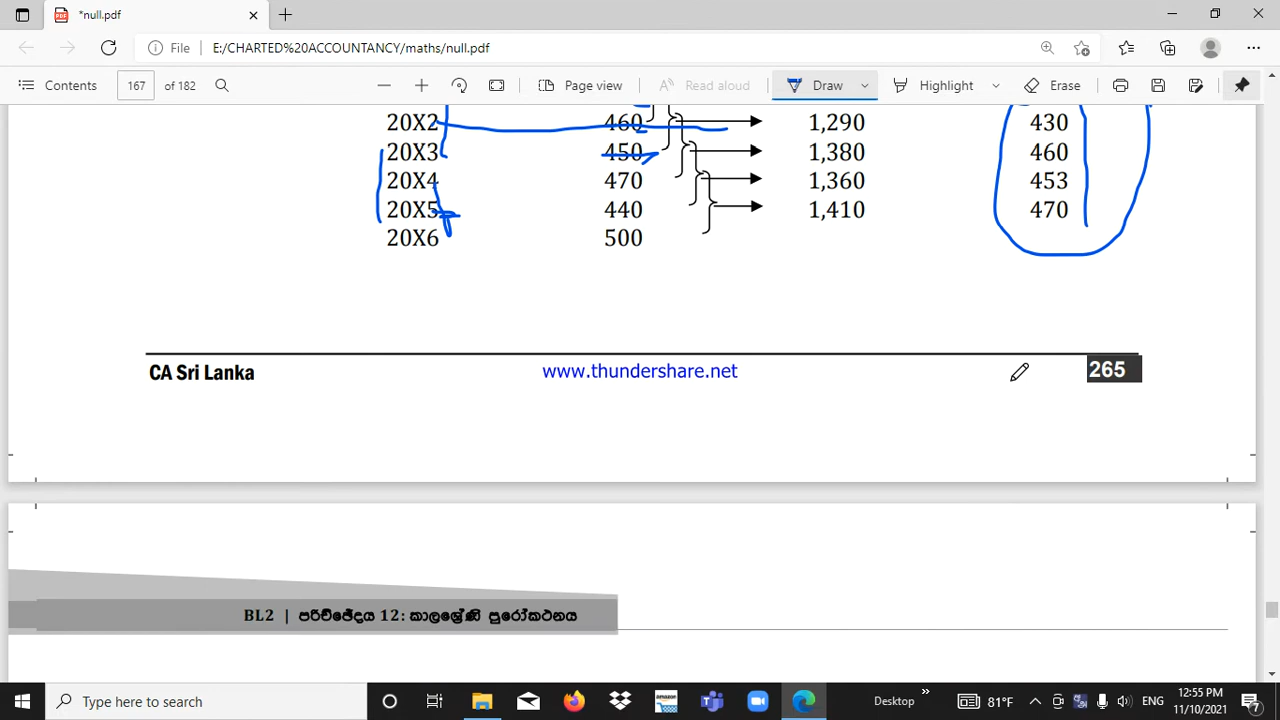 *null.pdf
File E:/CHARTED%20ACCOUNTANCY/maths/null.pdf
Contents 167 of 182 Page view Read aloud Draw Highlight Erase
20X2 460 1,290 430
20X3 450 1,380 460
20X4 470 1,360 453
20X5 440 1,410 470
20X6 500
CA Sri Lanka www.thundershare.net 265
BL2 | පරිච්ඡේදය 12: කාලශ්‍රේණි පුරෝකථනය
Type here to search Desktop 81°F ENG 12:55 PM
11/10/2021
7